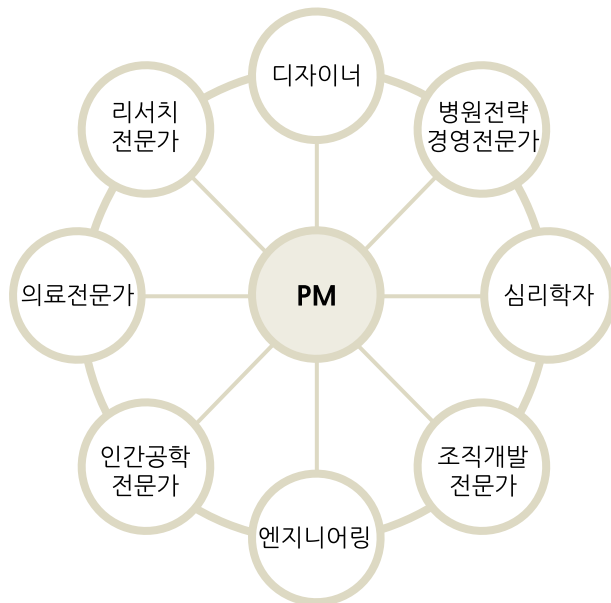 디자이너
리서치
전문가
병원전략
경영전문가
의료전문가
PM
심리학자
인간공학
전문가
조직개발
전문가
엔지니어링